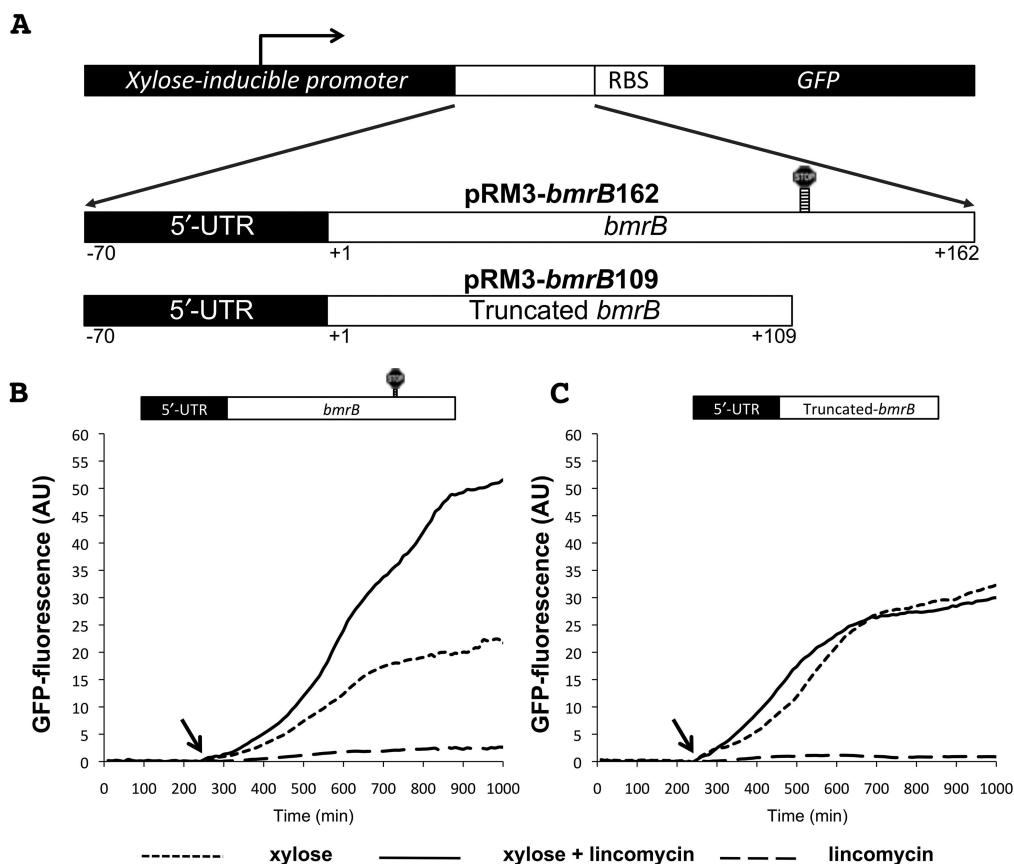 A
Xylose-inducible promoter
RBS
GFP
STOP
pRM3-bmrB162
5′-UTR
bmrB
-70
+1
+162
pRM3-bmrB109
5′-UTR
Truncated bmrB
-70
+1
+109
B
STOP
5′-UTR
bmrB
GFP-fluorescence (AU)
60
55
50
45
40
35
30
25
20
15
10
5
0
0 100 200 300 400 500 600 700 800 900 1000
Time (min)
C
5′-UTR
Truncated-bmrB
GFP-fluorescence (AU)
60
55
50
45
40
35
30
25
20
15
10
5
0
0 100 200 300 400 500 600 700 800 900 1000
Time (min)
xylose
xylose + lincomycin
lincomycin